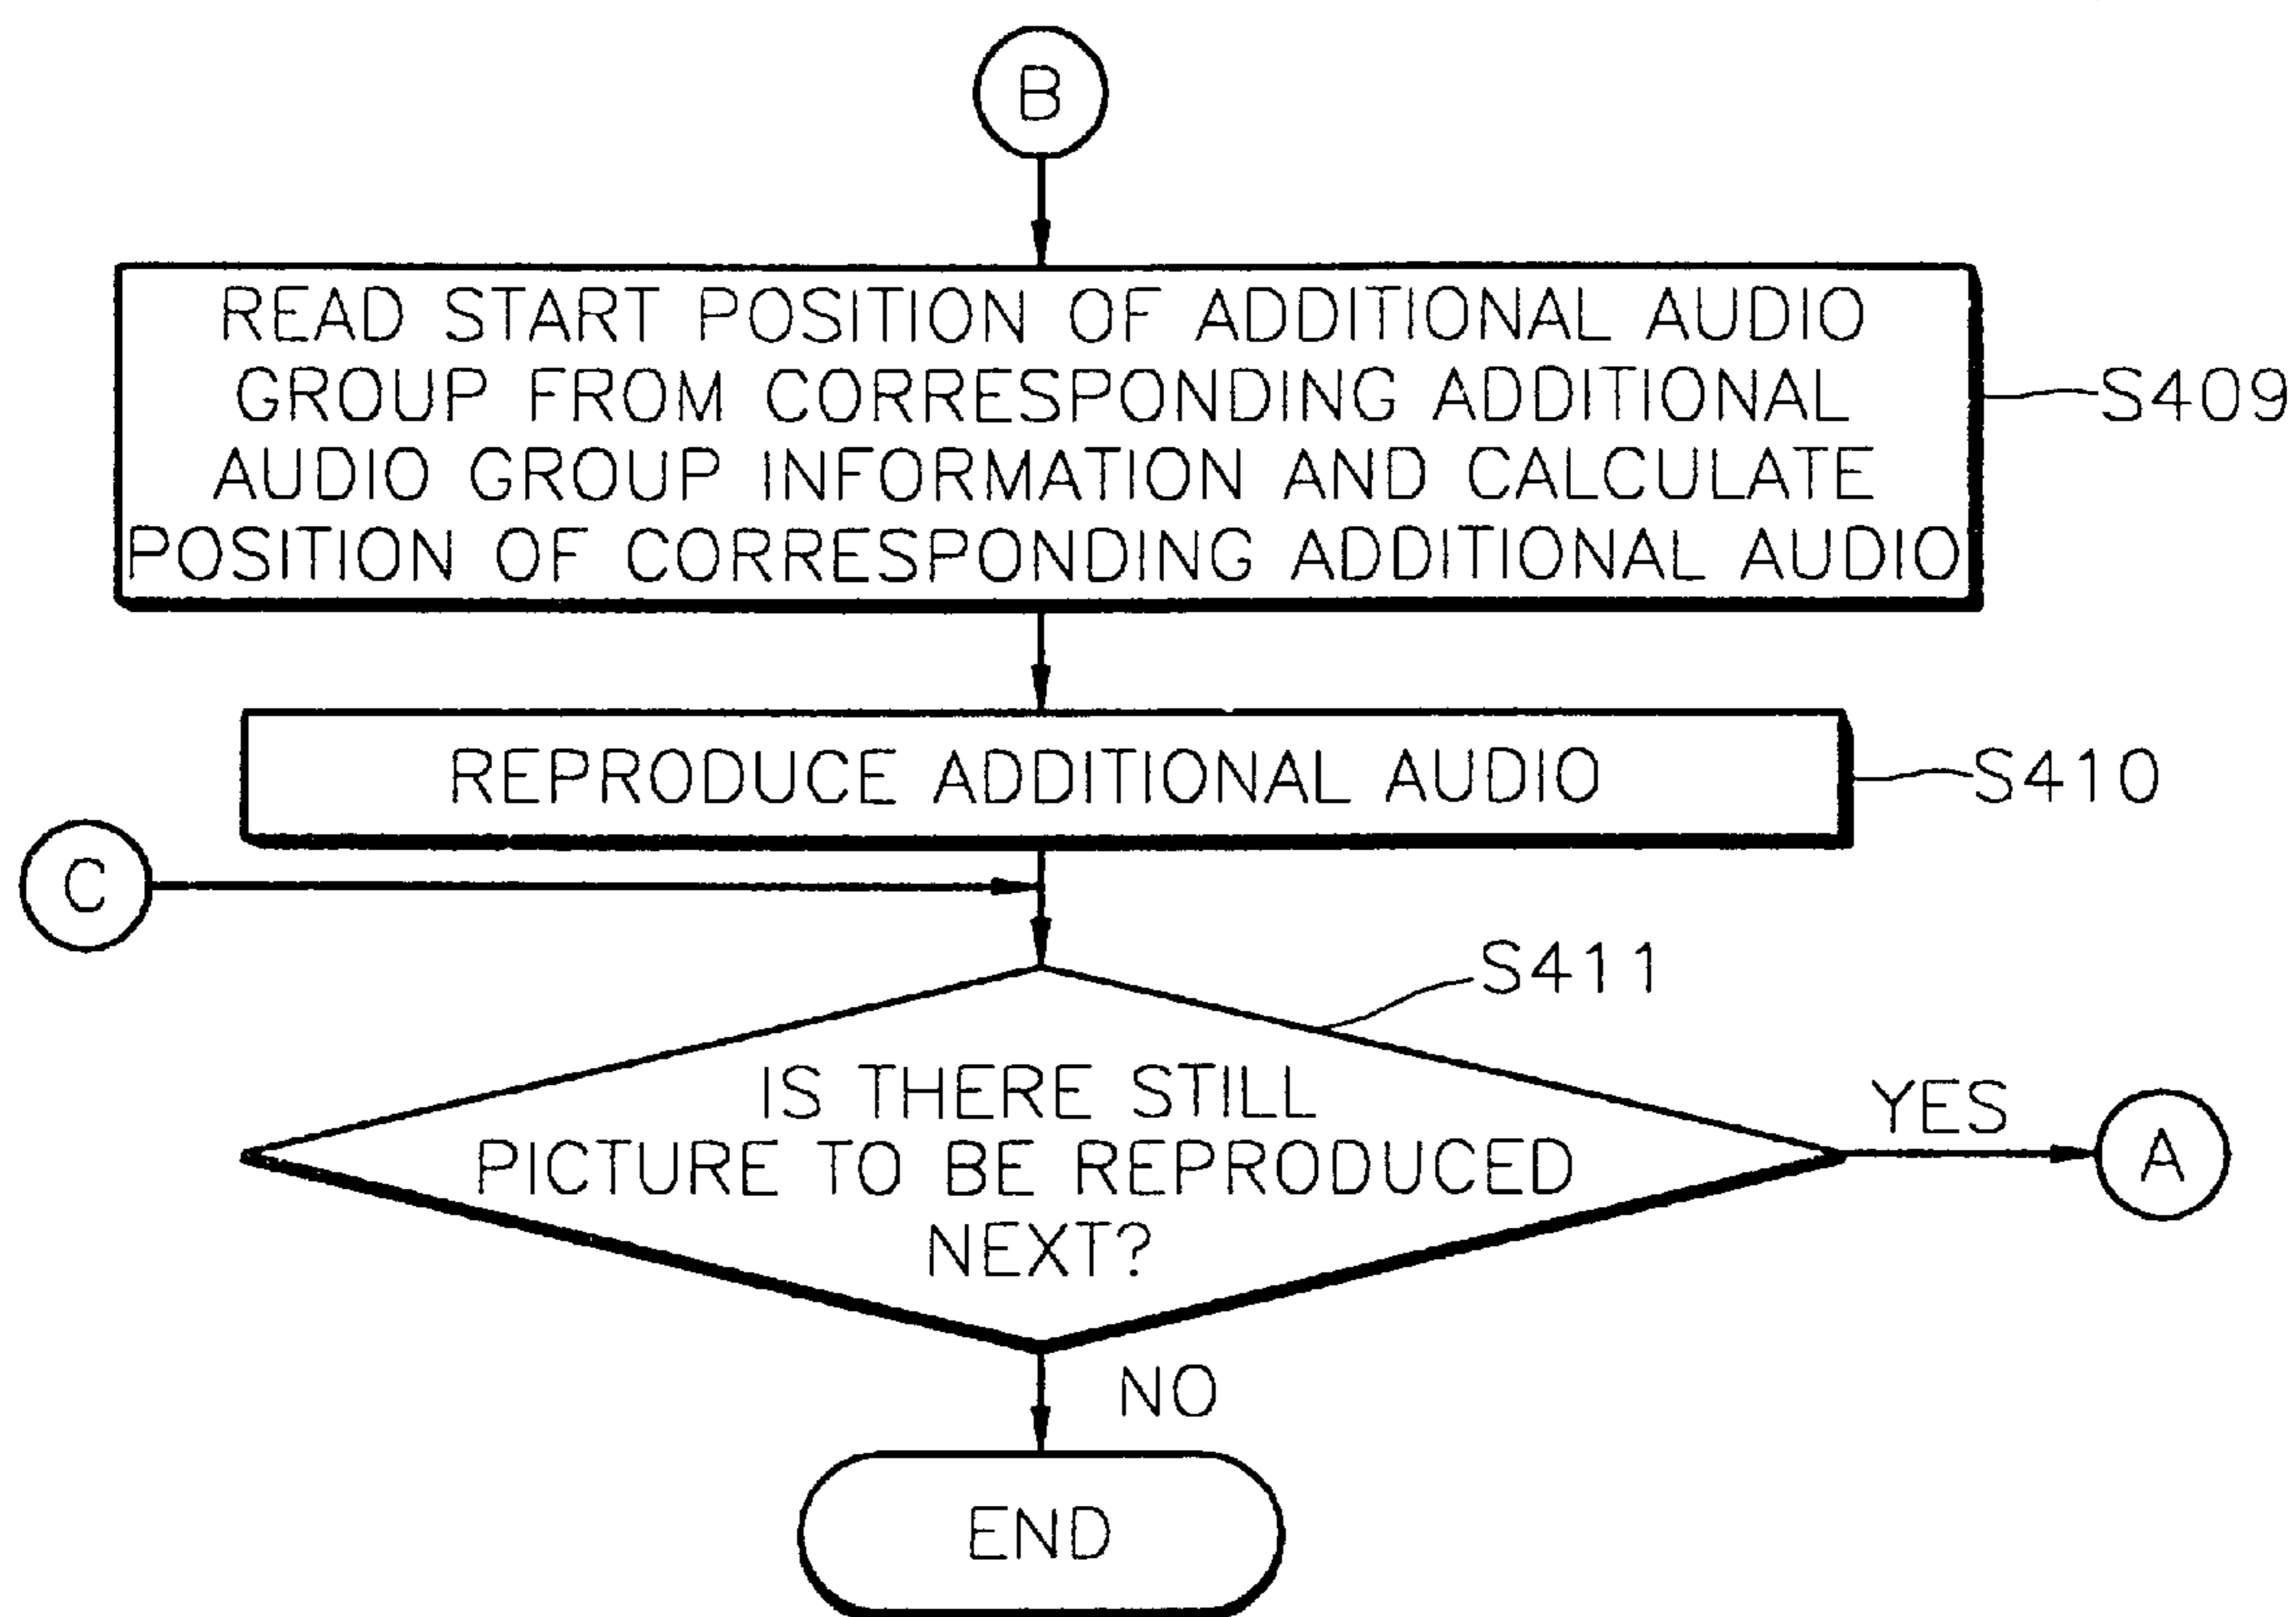 B
READ START POSITION OF ADDITIONAL AUDIO
GROUP FROM CORRESPONDING ADDITIONAL
AUDIO GROUP INFORMATION AND CALCULATE
POSITION OF CORRESPONDING ADDITIONAL AUDIO
S409
REPRODUCE ADDITIONAL AUDIO
S410
C
S411
IS THERE STILL
PICTURE TO BE REPRODUCED
NEXT?
YES
A
NO
END